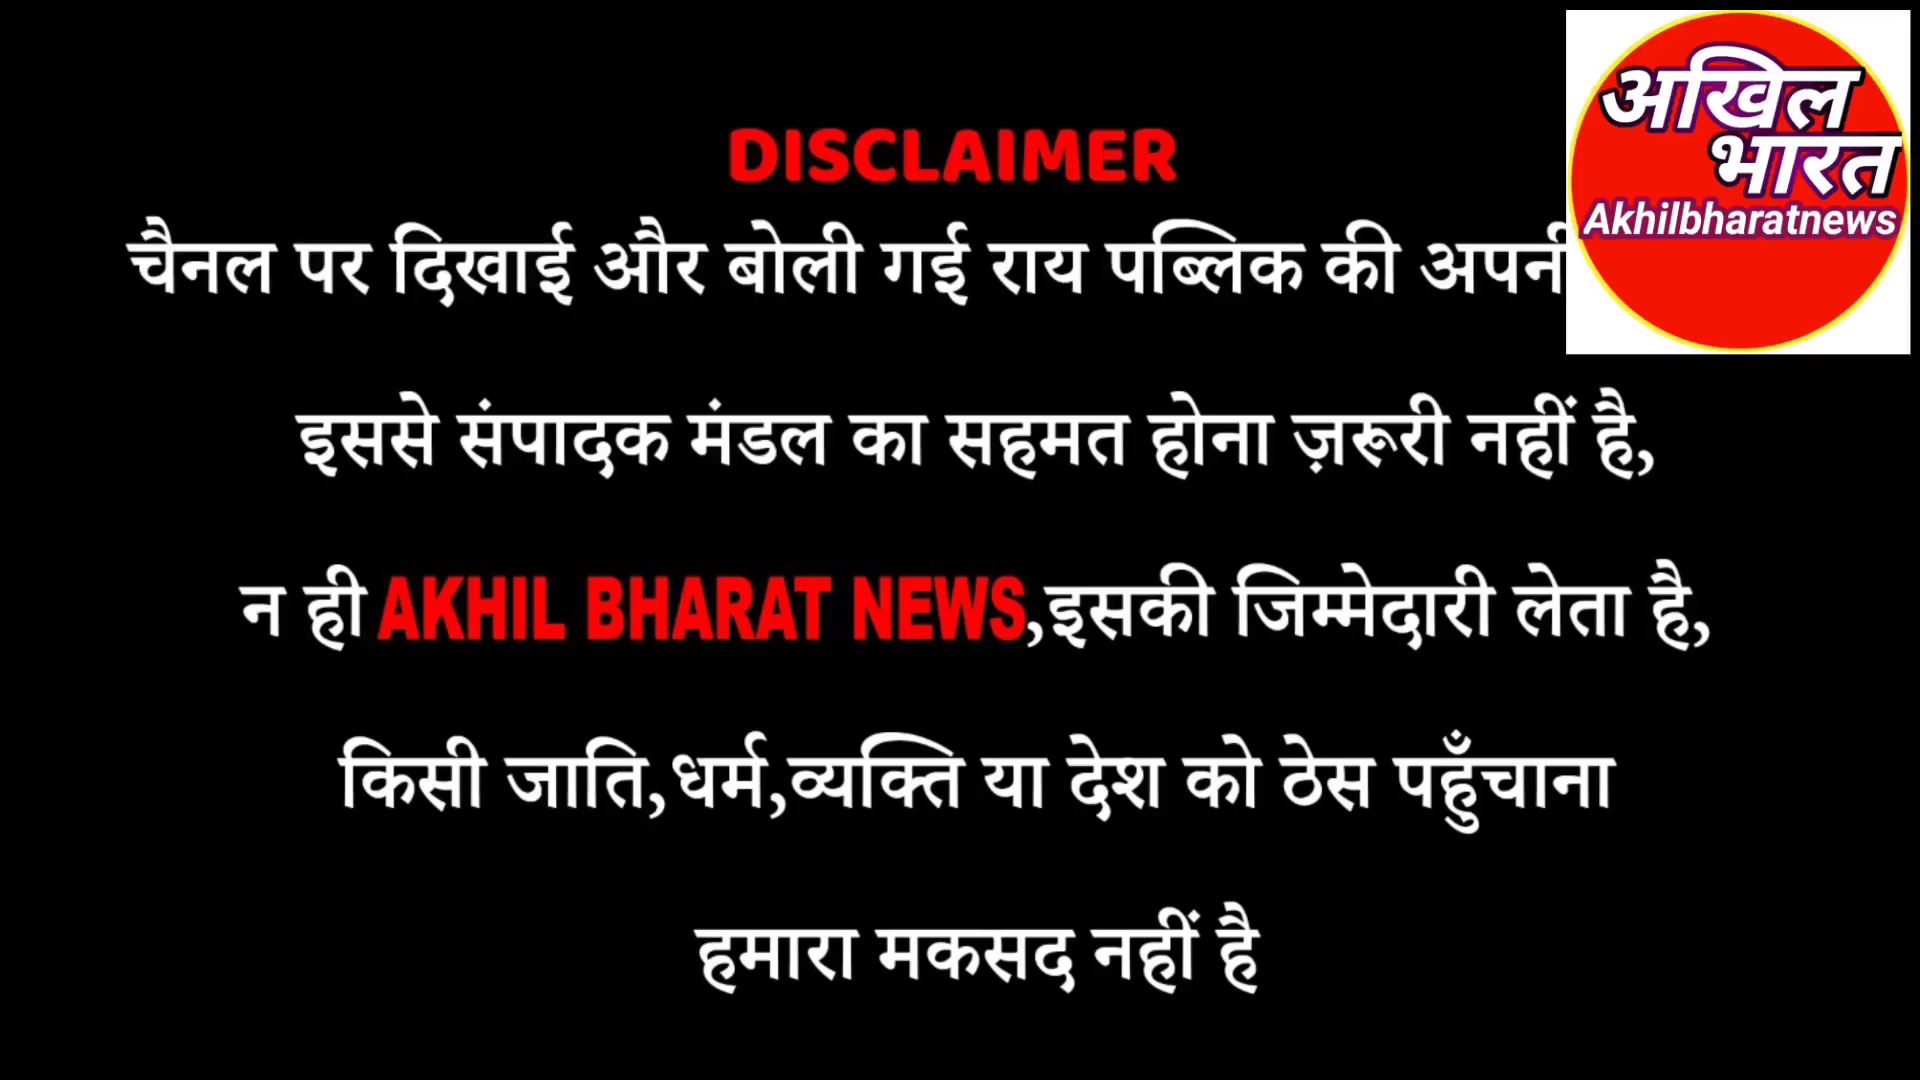 DISCLAIMER
चैनल पर दिखाई और बोली गई राय पब्लिक की अपनी
इससे संपादक मंडल का सहमत होना ज़रूरी नहीं है,
न ही AKHIL BHARAT NEWS,इसकी जिम्मेदारी लेता है,
किसी जाति,धर्म,व्यक्ति या देश को ठेस पहुँचाना
हमारा मकसद नहीं है
अखिल
भारत
Akhilbharatnews